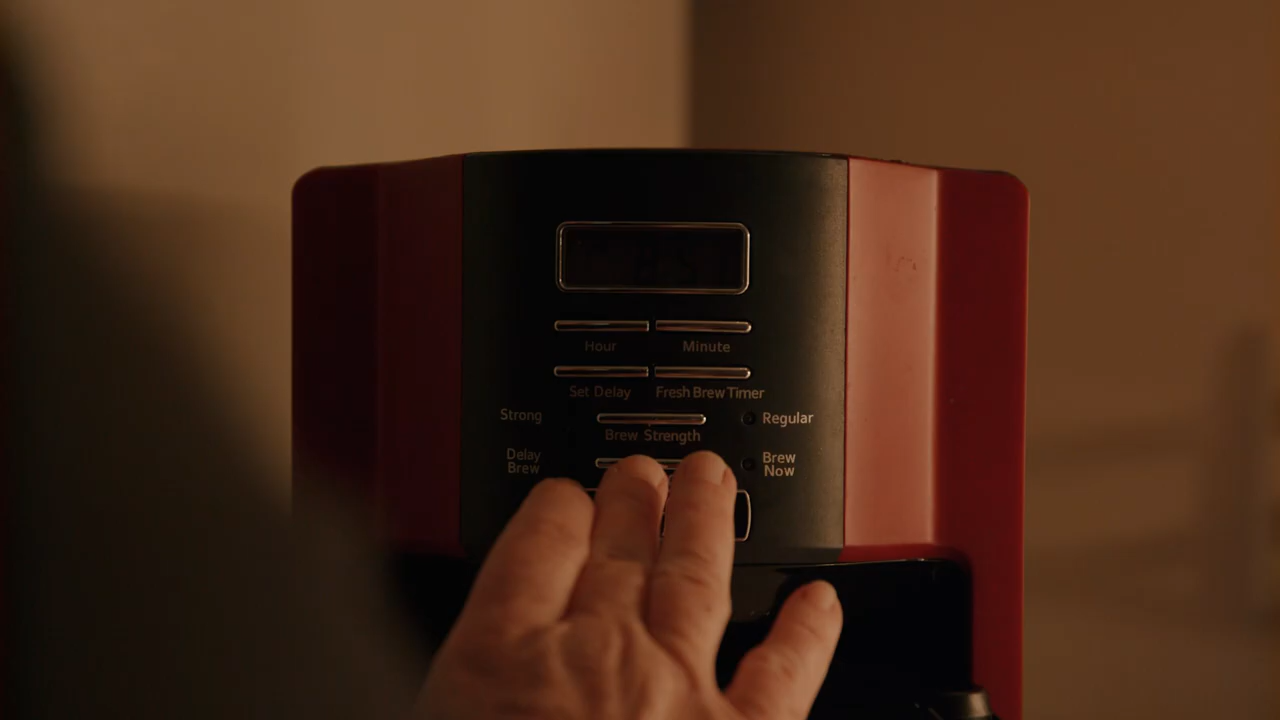 Hour Minute
Set Delay Fresh Brew Timer
Strong Regular
Brew Strength
Delay Brew
Brew Now